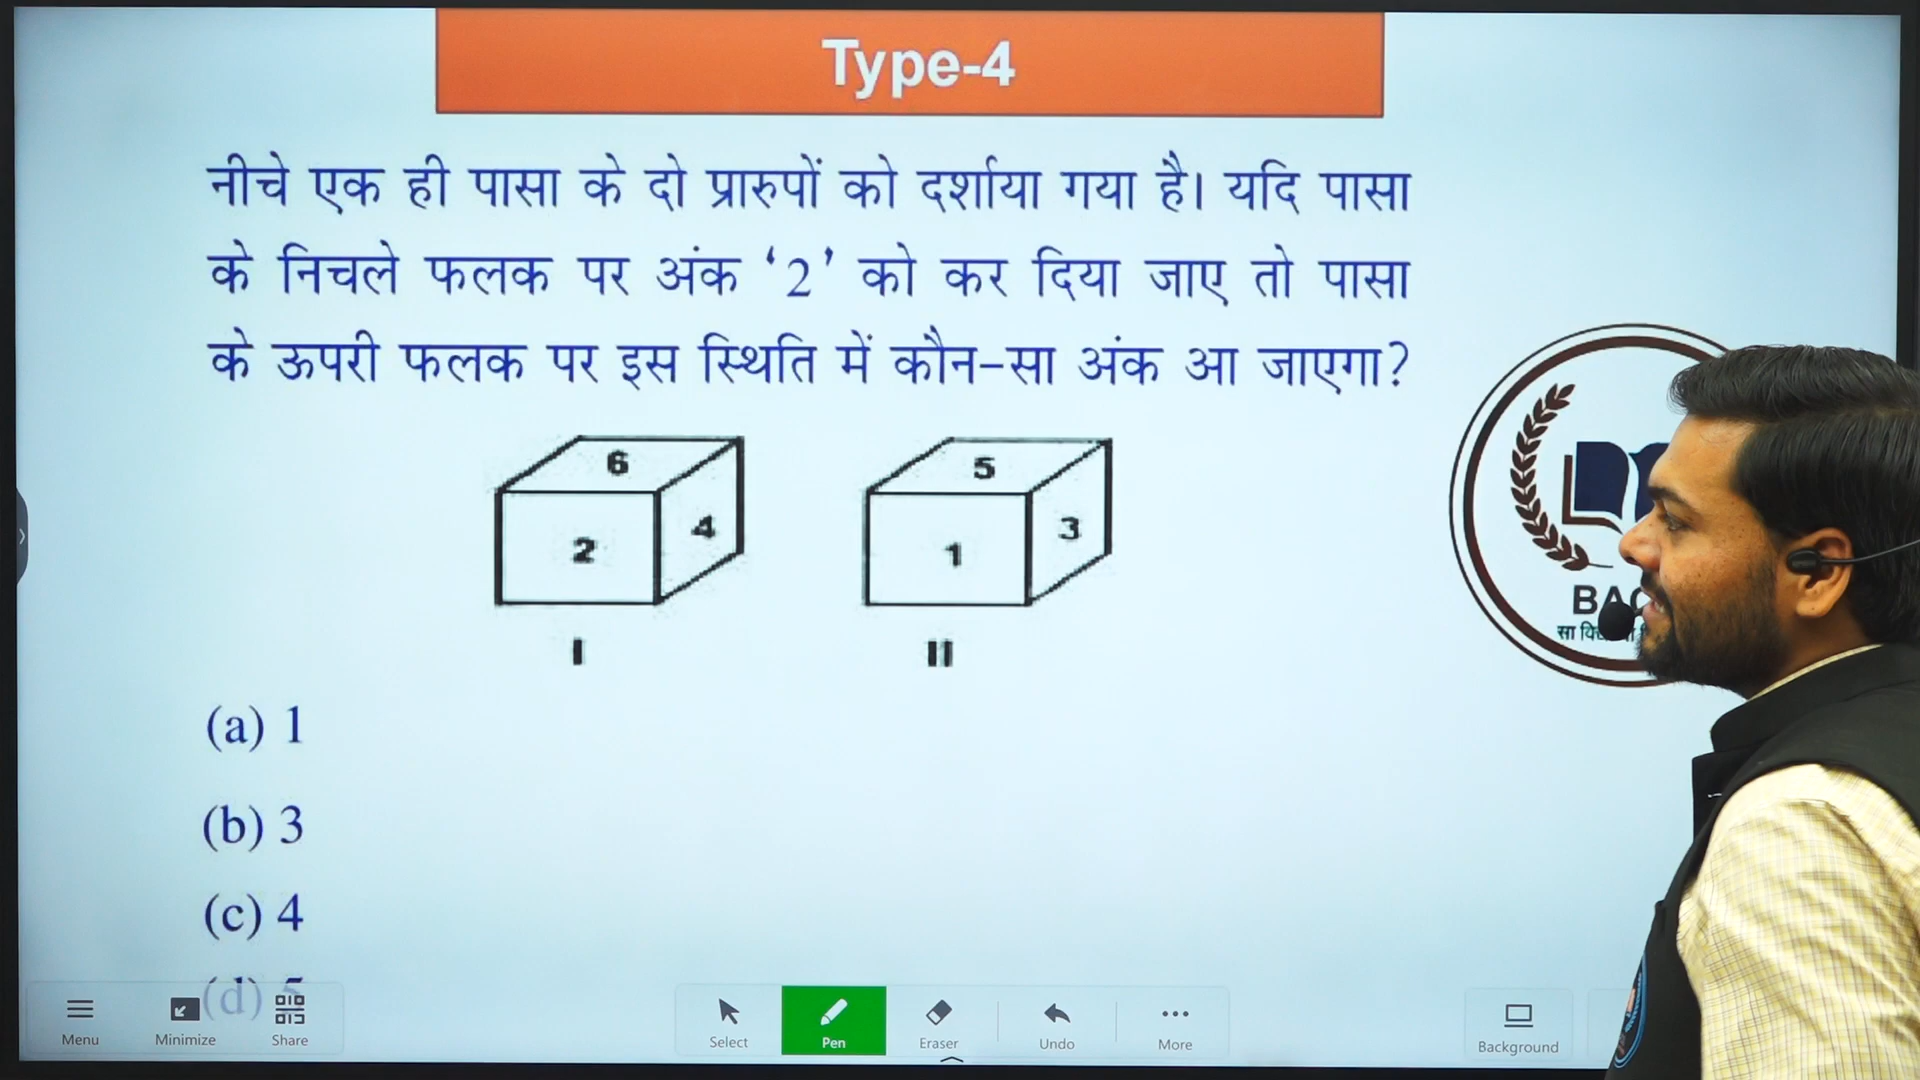 Type-4
नीचे एक ही पासा के दो प्रारुपों को दर्शाया गया है। यदि पासा
के निचले फलक पर अंक ‘2’ को कर दिया जाए तो पासा
के ऊपरी फलक पर इस स्थिति में कौन-सा अंक आ जाएगा?
6
2
4
5
1
3
I
II
(a) 1
(b) 3
(c) 4
(d) 5
सा
Menu
Minimize
Share
Select
Pen
Eraser
Undo
More
Background